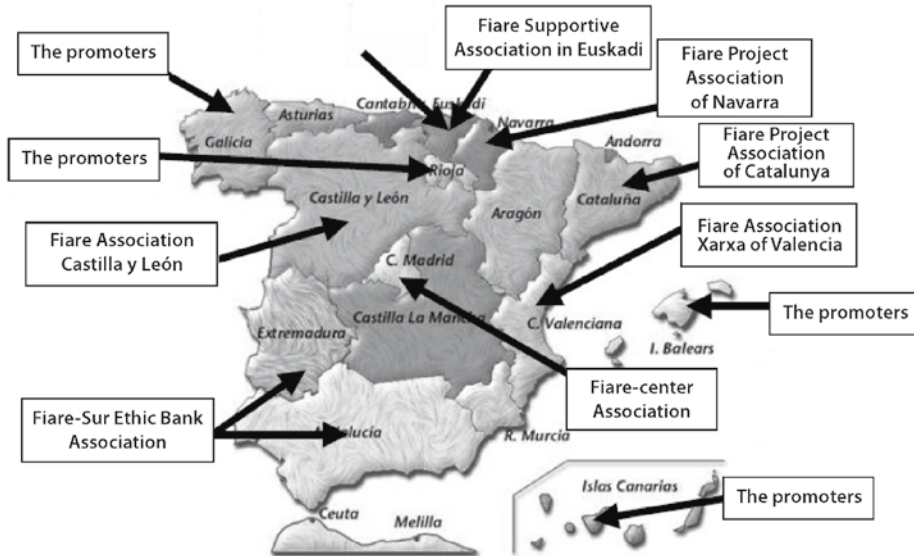 Fiare Supportive
Association in Euskadi
The promoters
Fiare Project
Association
of Navarra
Cantabria
Euskadi
Asturias
Navarra
Galicia
Andorra
Fiare Project
Association
of Catalunya
The promoters
Rioja
Castilla y León
Aragón
Cataluña
Fiare Association
Castilla y León
Fiare Association
Xarxa of Valencia
C. Madrid
The promoters
Castilla La Mancha
C. Valenciana
Extremadura
I. Balears
Fiare-center
Association
Fiare-Sur Ethic Bank
Association
Andalucía
R. Murcia
Islas Canarias
The promoters
Ceuta
Melilla